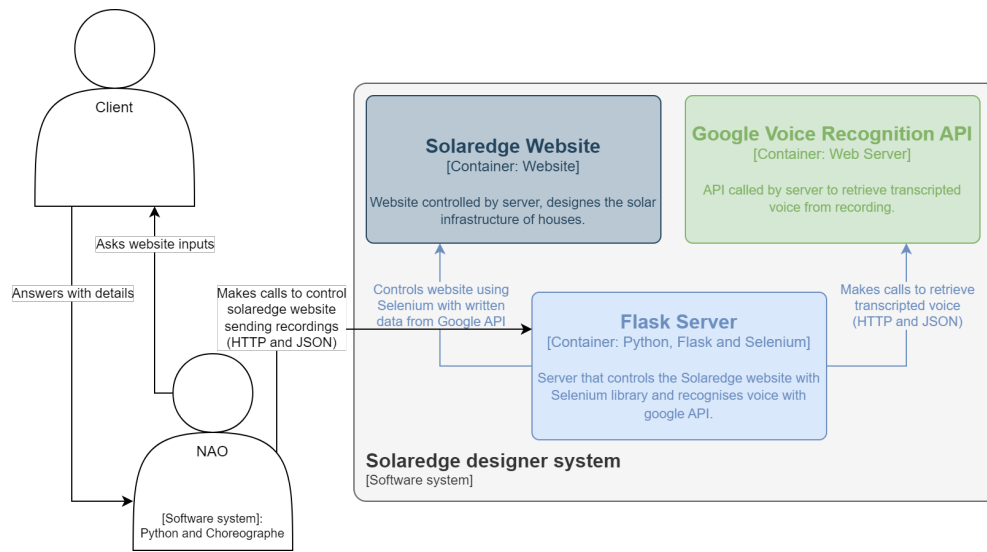 Client
Solaredge Website
[Container: Website]
Website controlled by server, designes the solar
infrastructure of houses.
Google Voice Recognition API
[Container: Web Server]
API called by server to retrieve transcripted
voice from recording.
Asks website inputs
Answers with details
Makes calls to control
solaredge website
sending recordings
(HTTP and JSON)
Controls website using
Selenium with written
data from Google API
Makes calls to retrieve
transcripted voice
(HTTP and JSON)
Flask Server
[Container: Python, Flask and Selenium]
Server that controls the Solaredge website with
Selenium library and recognises voice with
google API.
NAO
[Software system]:
Python and Choreographe
Solaredge designer system
[Software system]